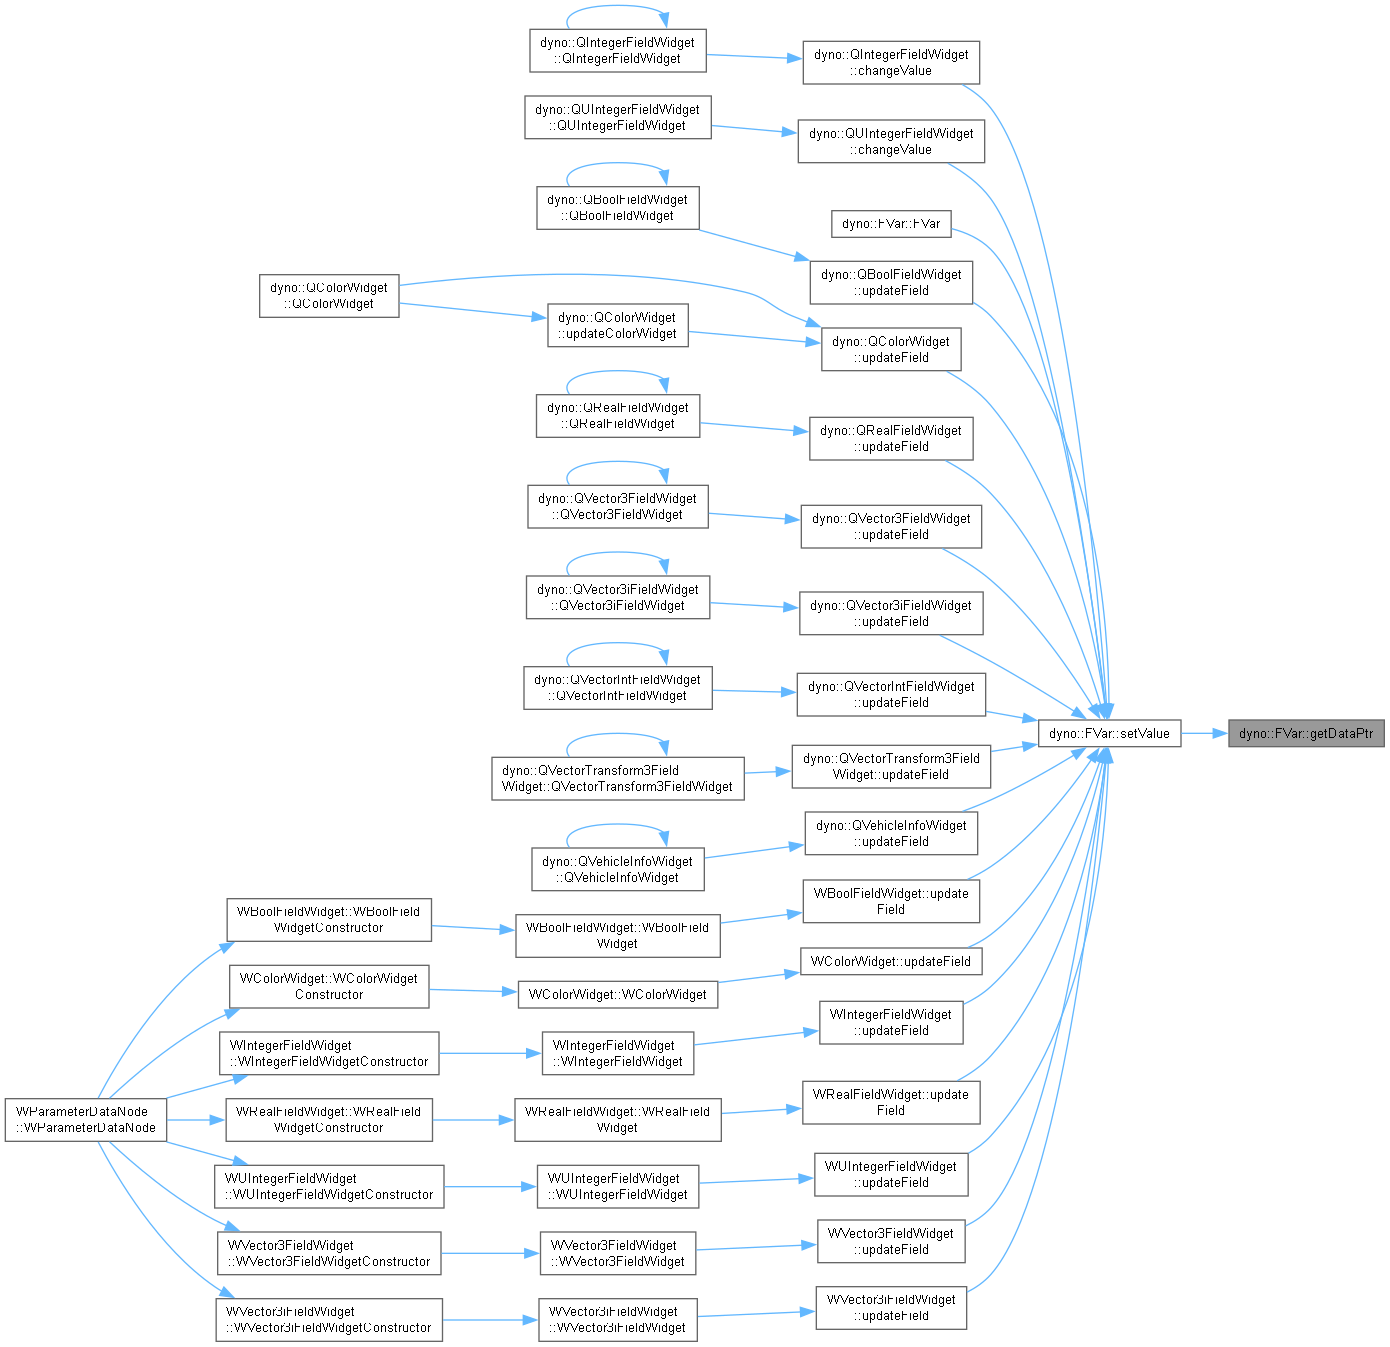 dyno::QIntegerFieldWidget
::QIntegerFieldWidget
dyno::QIntegerFieldWidget
::changeValue
dyno::QUIntegerFieldWidget
::QUIntegerFieldWidget
dyno::QUIntegerFieldWidget
::changeValue
dyno::QBoolFieldWidget
::QBoolFieldWidget
dyno::FVar::FVar
dyno::QBoolFieldWidget
::updateField
dyno::QColorWidget
::QColorWidget
dyno::QColorWidget
::updateColorWidget
dyno::QColorWidget
::updateField
dyno::QRealFieldWidget
::QRealFieldWidget
dyno::QRealFieldWidget
::updateField
dyno::QVector3FieldWidget
::QVector3FieldWidget
dyno::QVector3FieldWidget
::updateField
dyno::QVector3iFieldWidget
::QVector3iFieldWidget
dyno::QVector3iFieldWidget
::updateField
dyno::QVectorIntFieldWidget
::QVectorIntFieldWidget
dyno::QVectorIntFieldWidget
::updateField
dyno::FVar::setValue
dyno::FVar::getDataPtr
dyno::QVectorTransform3Field
Widget::QVectorTransform3FieldWidget
dyno::QVectorTransform3Field
Widget::updateField
dyno::QVehicleInfoWidget
::QVehicleInfoWidget
dyno::QVehicleInfoWidget
::updateField
WBoolFieldWidget::WBoolField
WidgetConstructor
WBoolFieldWidget::WBoolField
Widget
WBoolFieldWidget::update
Field
WColorWidget::WColorWidget
Constructor
WColorWidget::WColorWidget
WColorWidget::updateField
WIntegerFieldWidget
::WIntegerFieldWidgetConstructor
WIntegerFieldWidget
::WIntegerFieldWidget
WIntegerFieldWidget
::updateField
WParameterDataNode
::WParameterDataNode
WRealFieldWidget::WRealField
WidgetConstructor
WRealFieldWidget::WRealField
Widget
WRealFieldWidget::update
Field
WUIntegerFieldWidget
::WUIntegerFieldWidgetConstructor
WUIntegerFieldWidget
::WUIntegerFieldWidget
WUIntegerFieldWidget
::updateField
WVector3FieldWidget
::WVector3FieldWidgetConstructor
WVector3FieldWidget
::WVector3FieldWidget
WVector3FieldWidget
::updateField
WVector3iFieldWidget
::WVector3iFieldWidgetConstructor
WVector3iFieldWidget
::WVector3iFieldWidget
WVector3iFieldWidget
::updateField